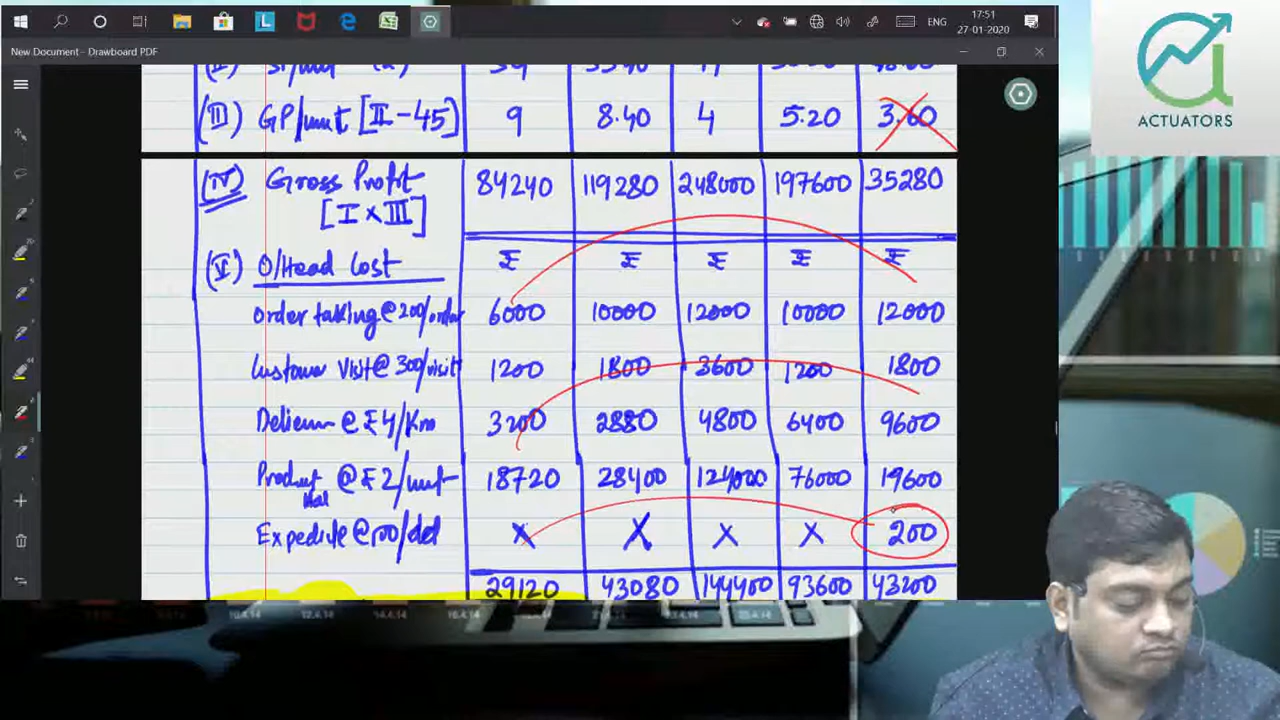 ENG
17:51
27-01-2020
New Document - Drawboard PDF
ACTUATORS
(III) GP/unit [II-45] 9 8.40 4 5.20 3.60
(IV) Gross Profit 84240 119280 248000 197600 35280
[I x III]
(V) O/Head Cost ₹ ₹ ₹ ₹ ₹
Order taking @ 200/order 6000 10000 12000 10000 12000
Customer Visit @ 300/visit 1200 1800 3600 1200 1800
@ ₹4/Km 3200 2880 4800 6400 9600
Product @ ₹2/unit 18720 28400 124000 76000 19600
@100/del X X X X 200
29120 43080 144400 93600 43200